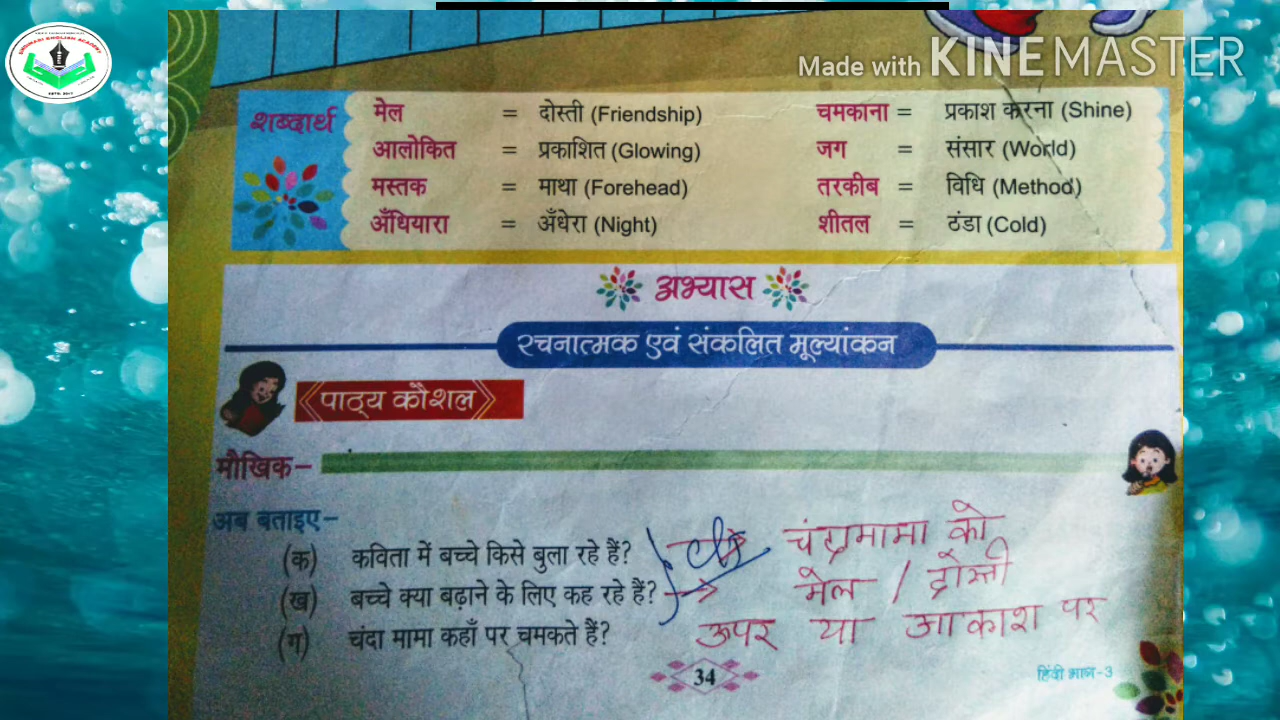 Made with KINEMASTER
शब्दार्थ
मेल = दोस्ती (Friendship) चमकाना = प्रकाश करना (Shine)
आलोकित = प्रकाशित (Glowing) जग = संसार (World)
मस्तक = माथा (Forehead) तरकीब = विधि (Method)
अँधियारा = अँधेरा (Night) शीतल = ठंडा (Cold)
अभ्यास
रचनात्मक एवं संकलित मूल्यांकन
पाठ्य कौशल
मौखिक–
अब बताइए–
(क) कविता में बच्चे किसे बुला रहे हैं? चंद्रामामा को
(ख) बच्चे क्या बढ़ाने के लिए कह रहे हैं? → मेल / दोस्ती
(ग) चंदा मामा कहाँ पर चमकते हैं? ऊपर या आकाश पर
34
हिंदी भाग-3